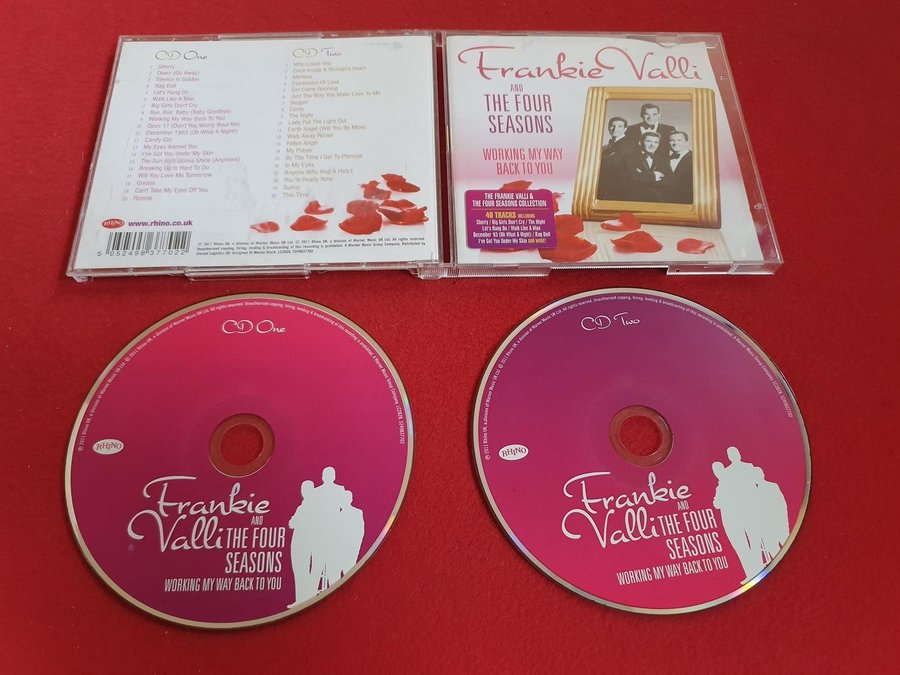 CD One
1 Sherry
2 Dawn (Go Away)
3 Silence Is Golden
4 Rag Doll
5 Let's Hang On
6 Walk Like A Man
7 Big Girls Don't Cry
8 Bye, Bye, Baby (Baby Goodbye)
9 Working My Way Back To You
10 Opus 17 (Don't You Worry 'Bout Me)
11 December 1963 (Oh What A Night!)
12 Candy Girl
13 My Eyes Adored You
14 I've Got You Under My Skin
15 The Sun Ain't Gonna Shine (Anymore)
16 Breaking Up Is Hard To Do
17 Will You Love Me Tomorrow
18 Grease
19 Can't Take My Eyes Off You
20 Ronnie
CD Two
1 Who Loves You
2 Once Inside A Woman's Heart
3 Marlena
4 Expression Of Love
5 Girl Come Running
6 Just The Way You Make Love To Me
7 Beggin'
8 Easily
9 The Night
10 Lady Put The Light Out
11 Earth Angel (Will You Be Mine)
12 Walk Away Renee
13 Fallen Angel
14 My Prayer
15 By The Time I Get To Phoenix
16 In My Eyes
17 Anyone Who Had A Heart
18 You're Ready Now
19 Sunny
20 This Time
RHINO www.rhino.co.uk
5 052498 377022
Frankie Valli
AND
THE FOUR
SEASONS
WORKING MY WAY
BACK TO YOU
THE FRANKIE VALLI &
THE FOUR SEASONS COLLECTION
40 TRACKS INCLUDING
Sherry / Big Girls Don't Cry / The Night
Let's Hang On / Walk Like A Man
December '63 (Oh What A Night) / Rag Doll
I've Got You Under My Skin AND MORE!
CD One
RHINO
Frankie
Valli
AND
THE FOUR
SEASONS
WORKING MY WAY BACK TO YOU
CD Two
RHINO
Frankie
Valli
AND
THE FOUR
SEASONS
WORKING MY WAY BACK TO YOU